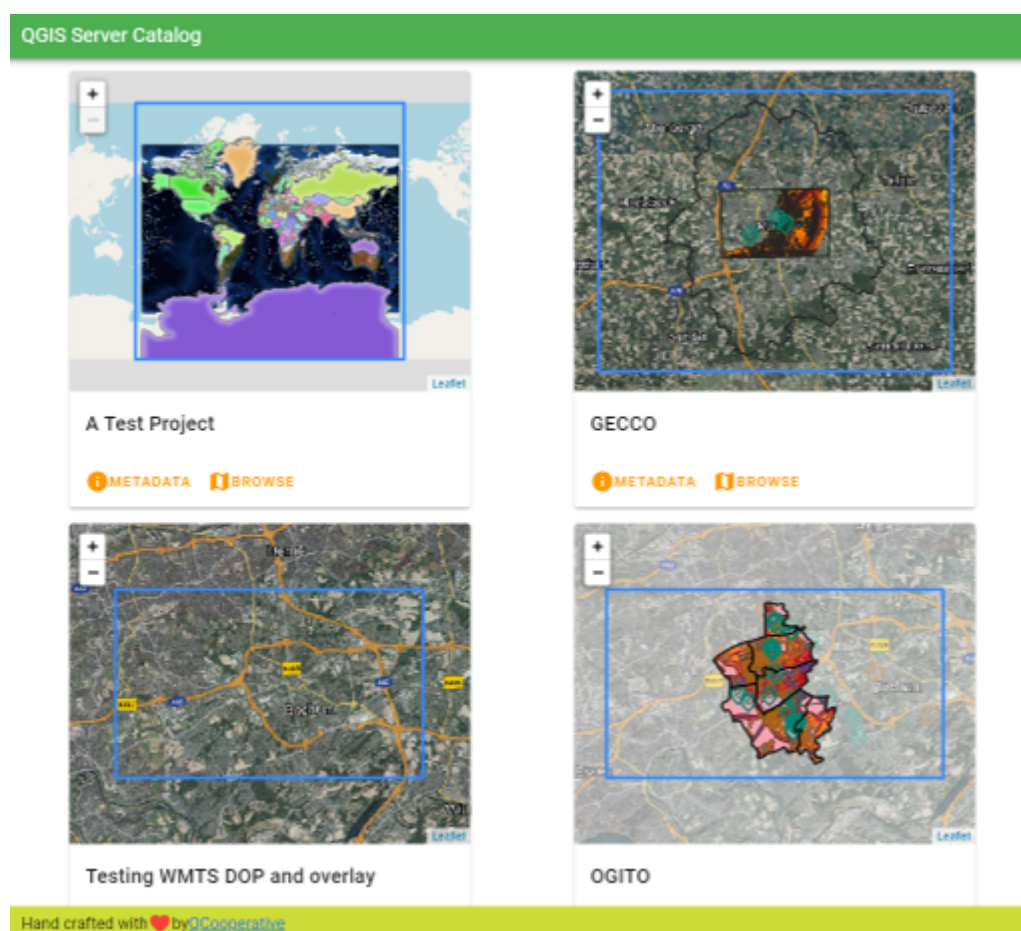 QGIS Server Catalog
+
−
Leaflet
A Test Project
METADATA BROWSE
+
−
Leaflet
GECCO
METADATA BROWSE
+
−
Bochum
Leaflet
Testing WMTS DOP and overlay
+
−
Leaflet
OGITO
Hand crafted with ❤ by QCooperative